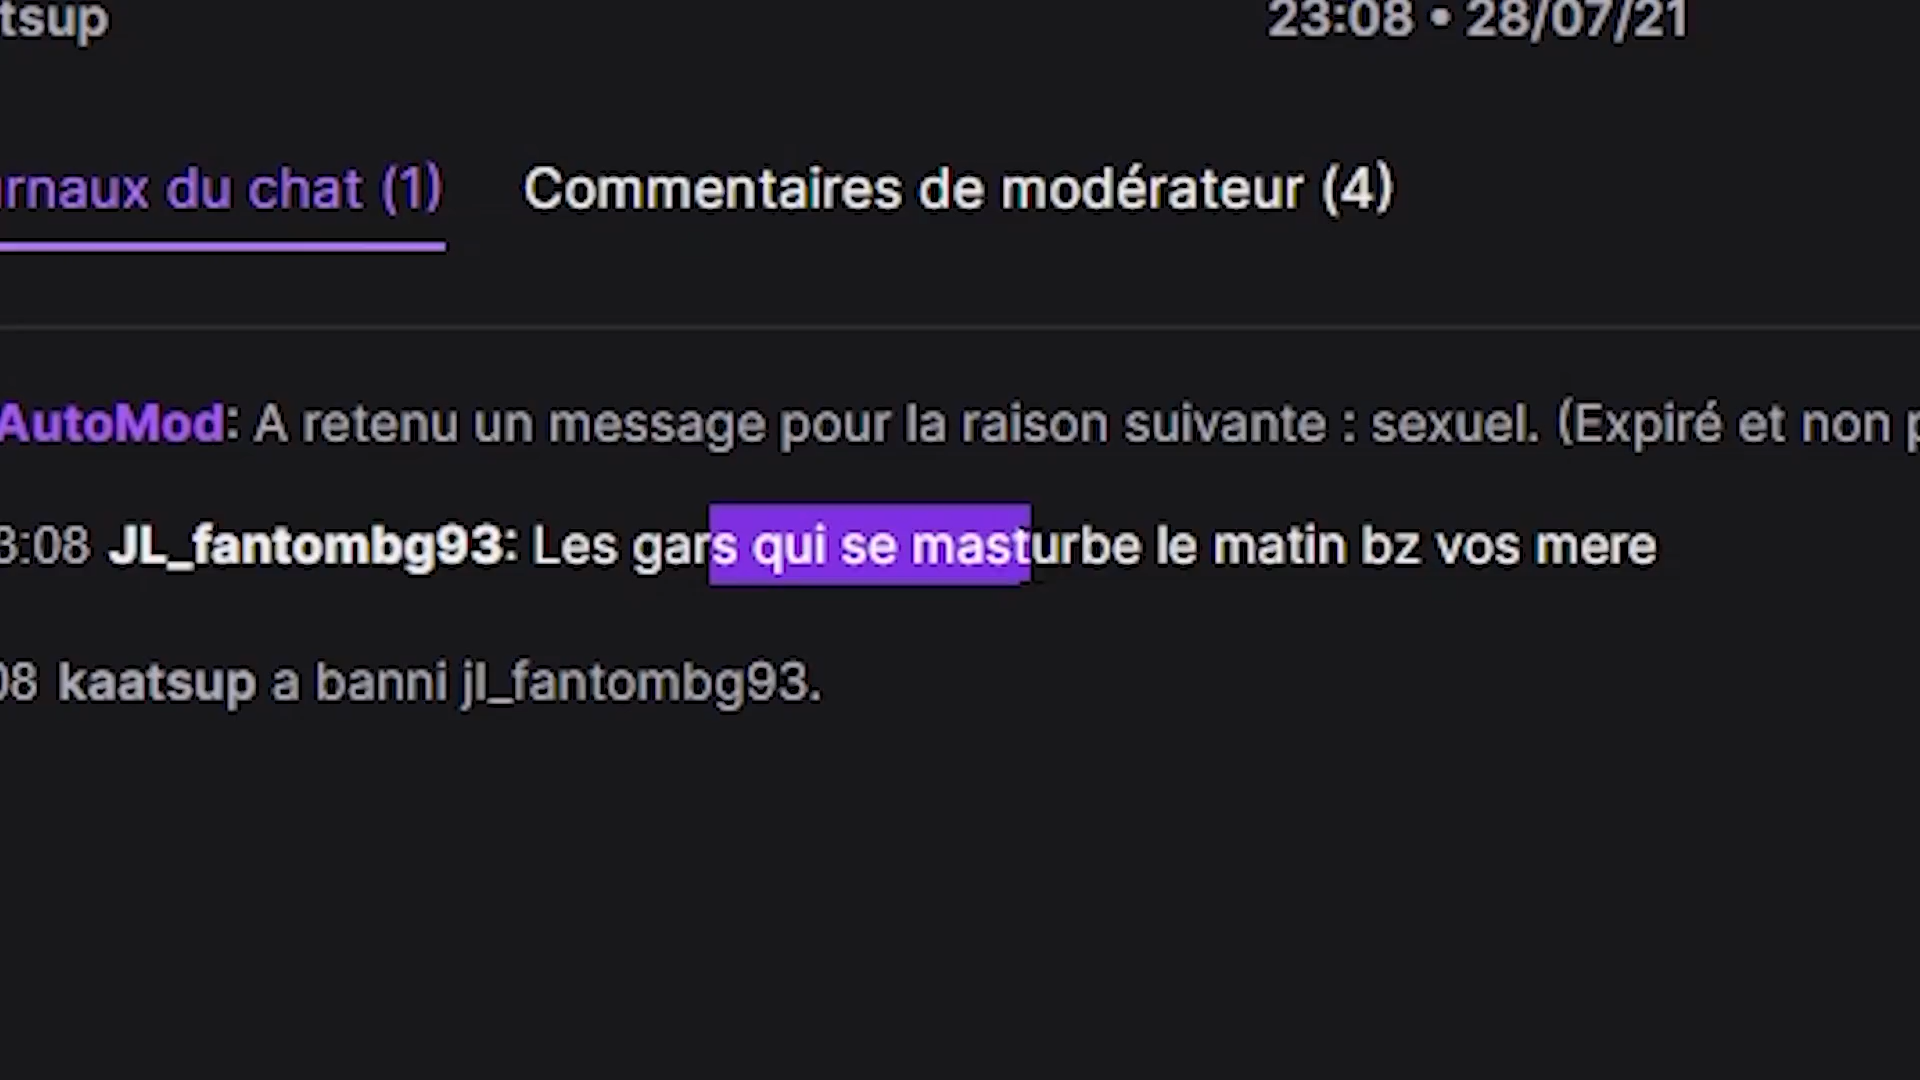 tsup
23:08 • 28/07/21
rnaux du chat (1)
Commentaires de modérateur (4)
AutoMod: A retenu un message pour la raison suivante : sexuel. (Expiré et non
3:08 JL_fantombg93: Les gars qui se masturbe le matin bz vos mere
08 kaatsup a banni jl_fantombg93.